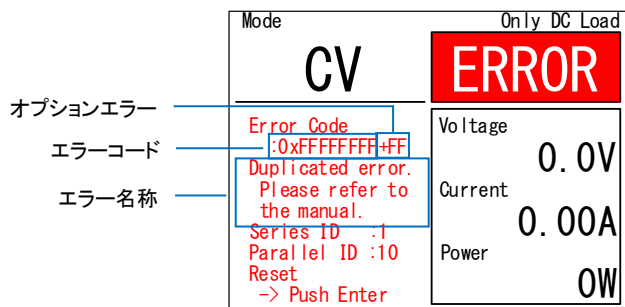 Mode
Only DC Load
CV
ERROR
オプションエラー
エラーコード
エラー名称
Error Code
:0xFFFFFFFF+FF
Duplicated error.
Please refer to
the manual.
Series ID :1
Parallel ID :10
Reset
-> Push Enter
Voltage
0.0V
Current
0.00A
Power
0W